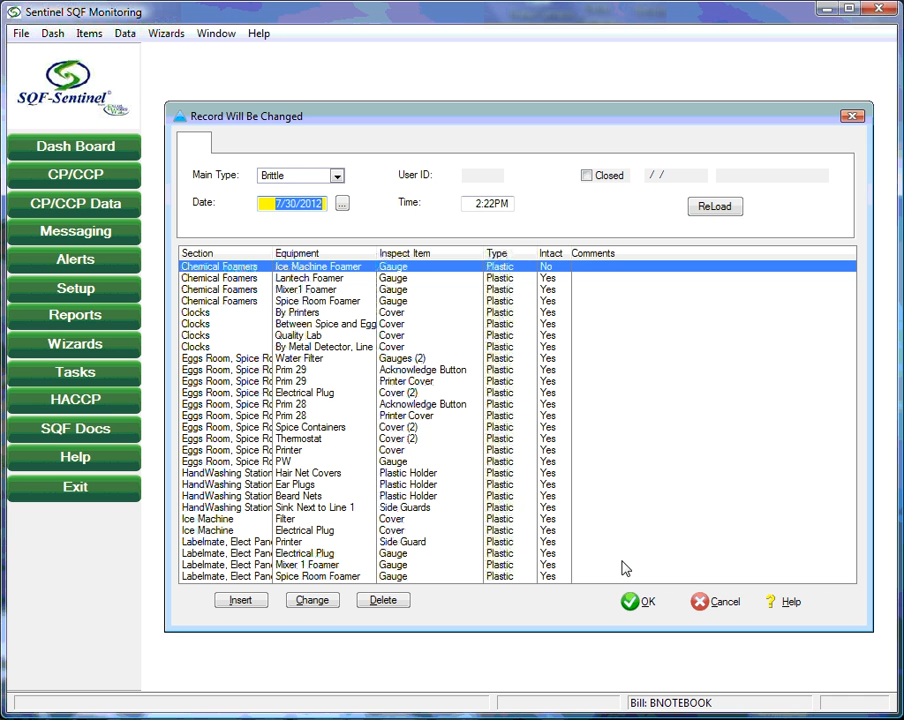 Sentinel SQF Monitoring
File Dash Items Data Wizards Window Help
SQF-Sentinel
Dash Board
CP/CCP
CP/CCP Data
Messaging
Alerts
Setup
Reports
Wizards
Tasks
HACCP
SQF Docs
Help
Exit
Record Will Be Changed
Main Type: Brittle User ID: Closed / /
Date: 7/30/2012 ... Time: 2:22PM ReLoad
Section Equipment Inspect Item Type Intact Comments
Chemical Foamers Ice Machine Foamer Gauge Plastic No
Chemical Foamers Lantech Foamer Gauge Plastic Yes
Chemical Foamers Mixer1 Foamer Gauge Plastic Yes
Chemical Foamers Spice Room Foamer Gauge Plastic Yes
Clocks By Printers Cover Plastic Yes
Clocks Between Spice and Egg Cover Plastic Yes
Clocks Quality Lab Cover Plastic Yes
Clocks By Metal Detector, Line Cover Plastic Yes
Eggs Room, Spice Rc Water Filter Gauges (2) Plastic Yes
Eggs Room, Spice Rc Prim 29 Acknowledge Button Plastic Yes
Eggs Room, Spice Rc Prim 29 Printer Cover Plastic Yes
Eggs Room, Spice Rc Electrical Plug Cover (2) Plastic Yes
Eggs Room, Spice Rc Prim 28 Acknowledge Button Plastic Yes
Eggs Room, Spice Rc Prim 28 Printer Cover Plastic Yes
Eggs Room, Spice Rc Spice Containers Cover (2) Plastic Yes
Eggs Room, Spice Rc Thermostat Cover (2) Plastic Yes
Eggs Room, Spice Rc Printer Cover Plastic Yes
Eggs Room, Spice Rc PW Gauge Plastic Yes
HandWashing Station Hair Net Covers Plastic Holder Plastic Yes
HandWashing Station Ear Plugs Plastic Holder Plastic Yes
HandWashing Station Beard Nets Plastic Holder Plastic Yes
HandWashing Station Sink Next to Line 1 Side Guards Plastic Yes
Ice Machine Filter Cover Plastic Yes
Ice Machine Electrical Plug Cover Plastic Yes
Labelmate, Elect Pane Printer Side Guard Plastic Yes
Labelmate, Elect Pane Electrical Plug Gauge Plastic Yes
Labelmate, Elect Pane Mixer 1 Foamer Gauge Plastic Yes
Labelmate, Elect Pane Spice Room Foamer Gauge Plastic Yes
Insert Change Delete OK Cancel Help
Bill: BNOTEBOOK